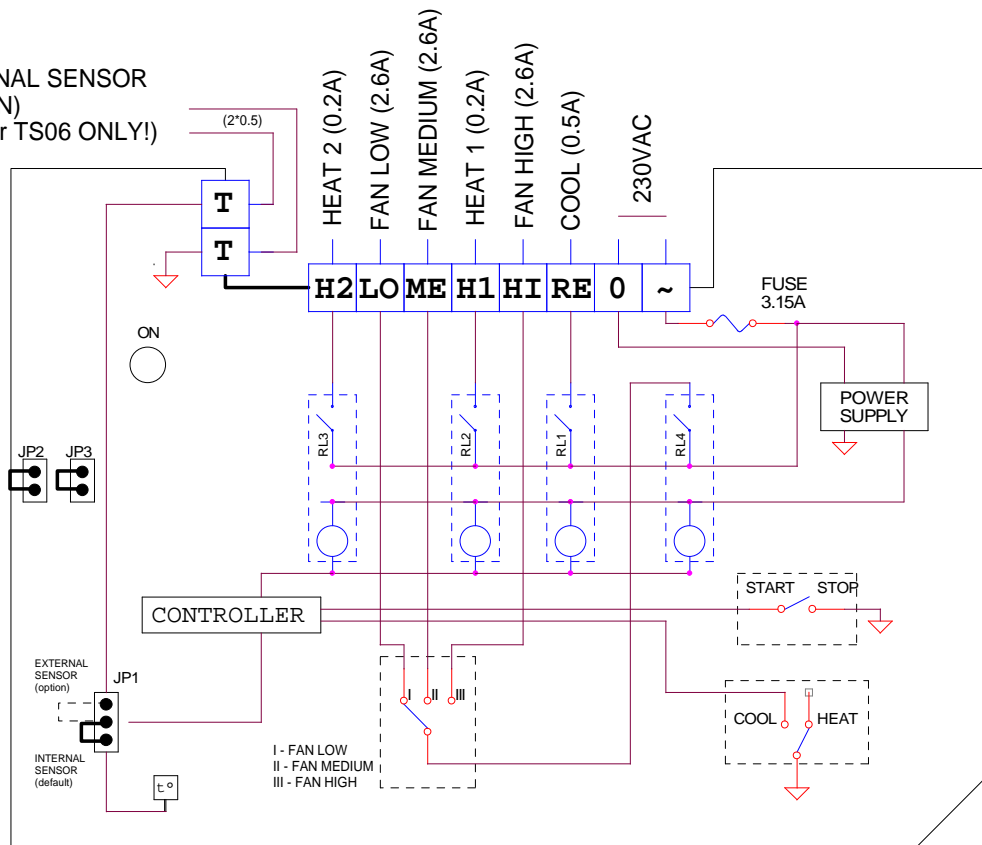 NAL SENSOR
N)
r TS06 ONLY!)
(2*0.5)
HEAT 2 (0.2A)
FAN LOW (2.6A)
FAN MEDIUM (2.6A)
HEAT 1 (0.2A)
FAN HIGH (2.6A)
COOL (0.5A)
230VAC
T
T
H2 LO ME H1 HI RE 0 ~
FUSE
3.15A
ON
POWER
SUPPLY
RL3
RL2
RL1
RL4
JP2
JP3
START STOP
CONTROLLER
EXTERNAL
SENSOR
(option)
JP1
I II III
COOL HEAT
I - FAN LOW
II - FAN MEDIUM
III - FAN HIGH
INTERNAL
SENSOR
(default)
t°